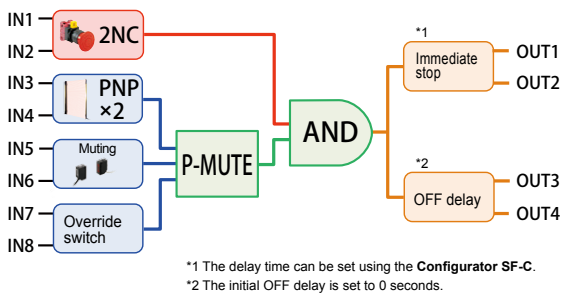 IN1
IN2
2NC
IN3
IN4
PNP
×2
IN5
IN6
Muting
IN7
IN8
Override
switch
P-MUTE
AND
*1
Immediate
stop
OUT1
OUT2
*2
OFF delay
OUT3
OUT4
*1 The delay time can be set using the Configurator SF-C.
*2 The initial OFF delay is set to 0 seconds.